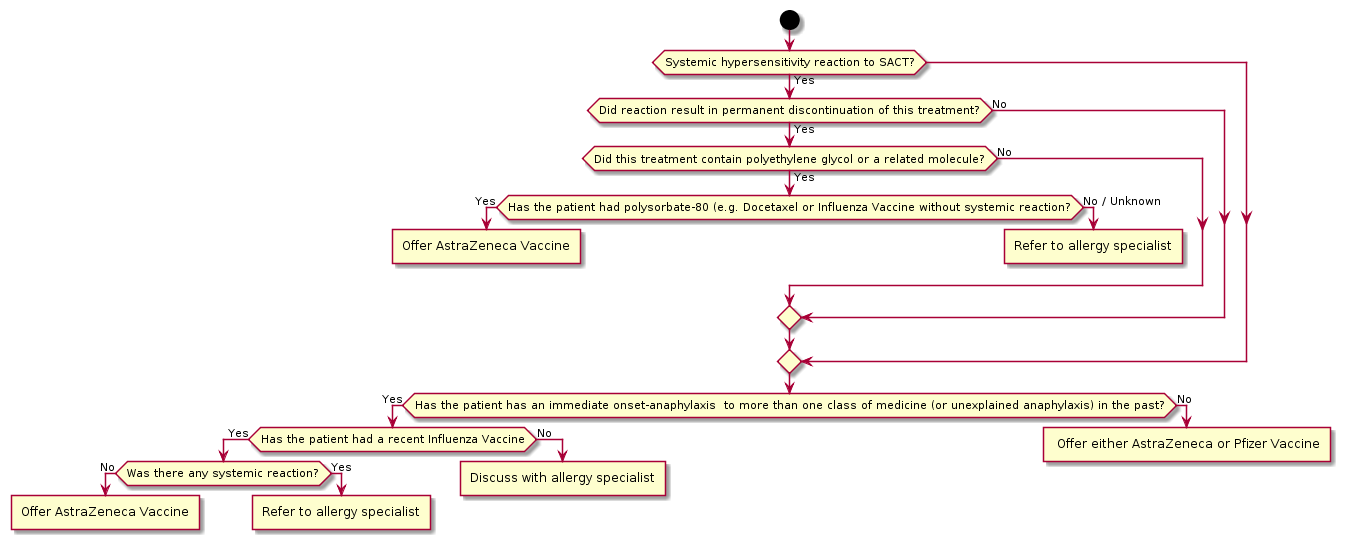 Systemic hypersensitivity reaction to SACT?
Yes
Did reaction result in permanent discontinuation of this treatment?
No
Yes
Did this treatment contain polyethylene glycol or a related molecule?
No
Yes
Yes
Has the patient had polysorbate-80 (e.g. Docetaxel or Influenza Vaccine without systemic reaction?
No / Unknown
Offer AstraZeneca Vaccine
Refer to allergy specialist
Yes
Has the patient has an immediate onset-anaphylaxis  to more than one class of medicine (or unexplained anaphylaxis) in the past?
No
Yes
Has the patient had a recent Influenza Vaccine
No
Offer either AstraZeneca or Pfizer Vaccine
No
Was there any systemic reaction?
Yes
Discuss with allergy specialist
Offer AstraZeneca Vaccine
Refer to allergy specialist